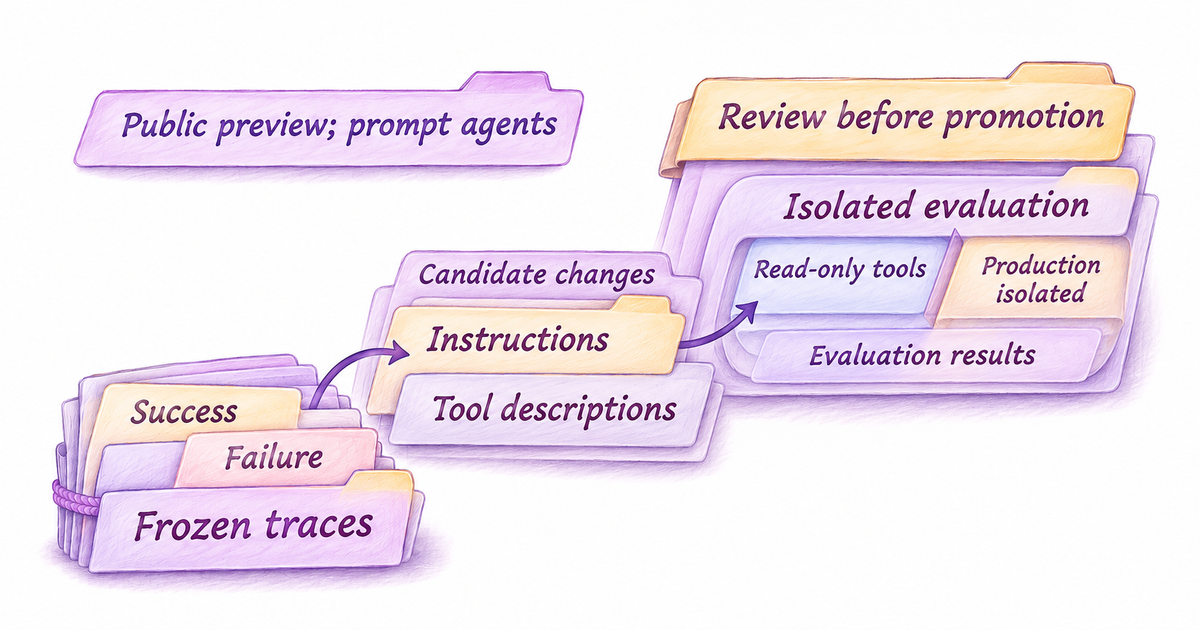 Public preview; prompt agents
Review before promotion
Isolated evaluation
Read-only tools
Production
isolated
Evaluation results
Candidate changes
Instructions
Tool descriptions
Success
Failure
Frozen traces